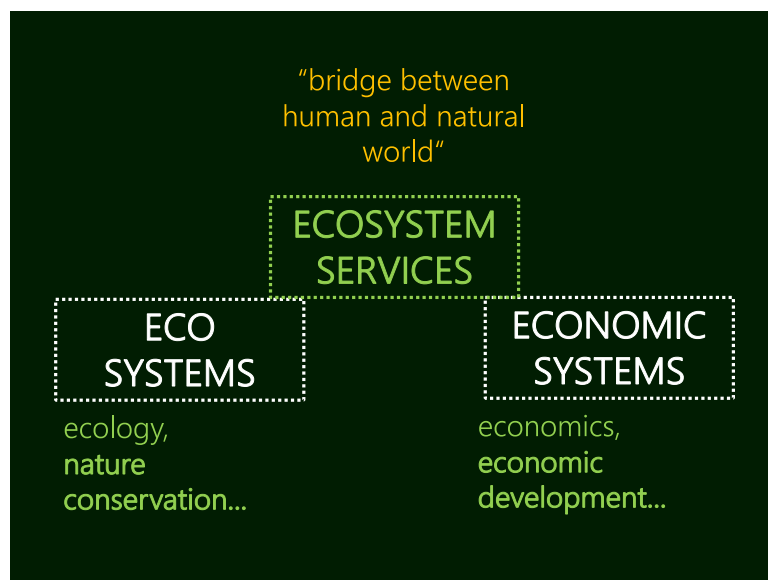 “bridge between
human and natural
world“
ECOSYSTEM
SERVICES
ECO
SYSTEMS
ecology,
nature
conservation...
ECONOMIC
SYSTEMS
economics,
economic
development...